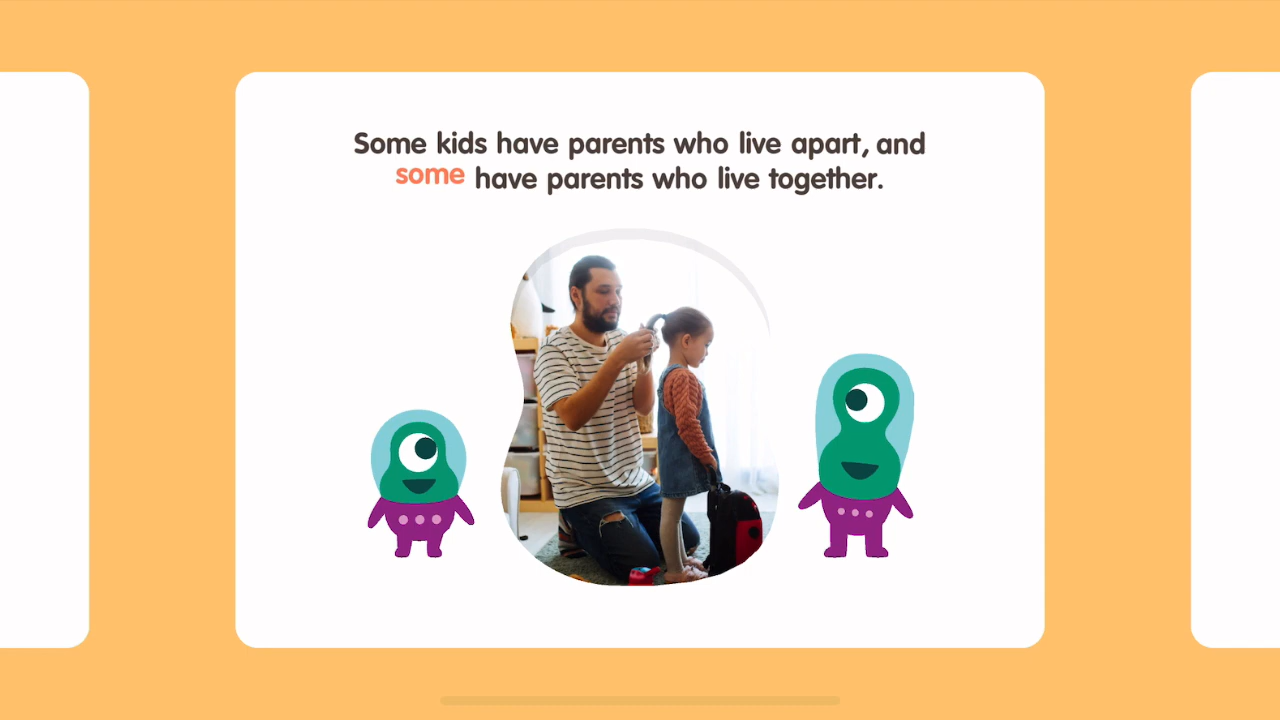 Some kids have parents who live apart, and
some have parents who live together.